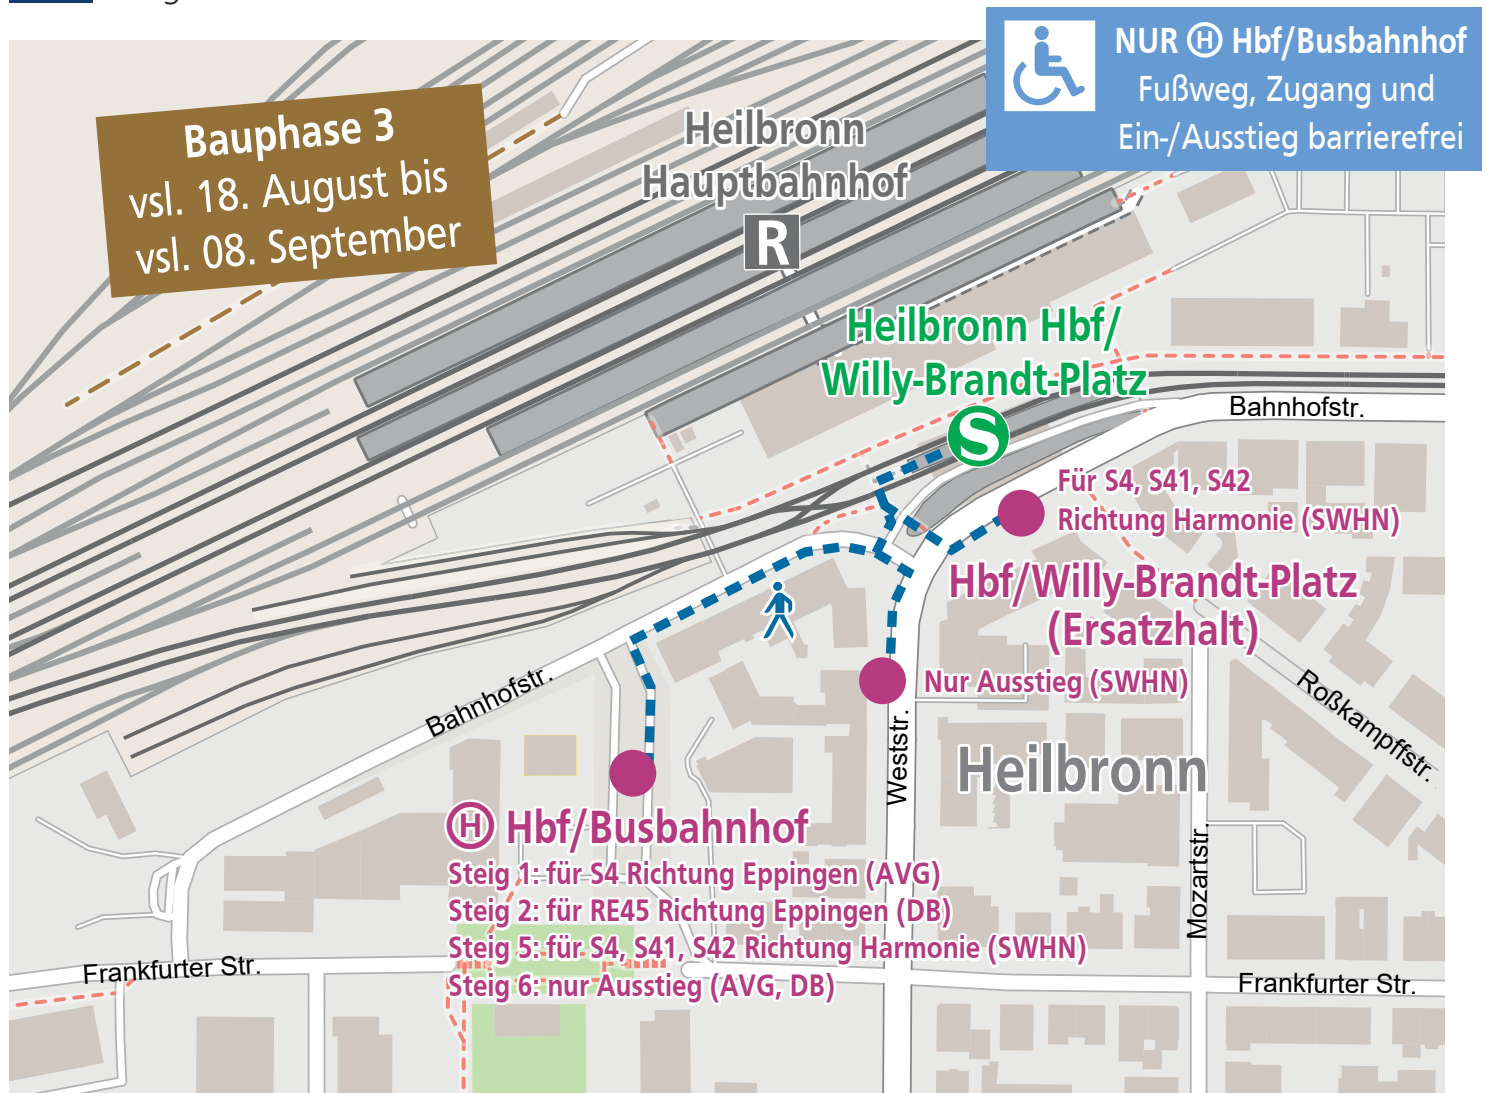 NUR Ⓗ Hbf/Busbahnhof
Fußweg, Zugang und
Ein-/Ausstieg barrierefrei
Bauphase 3
vsl. 18. August bis
vsl. 08. September
Heilbronn
Hauptbahnhof
R
Heilbronn Hbf/
Willy-Brandt-Platz
S
Bahnhofstr.
Für S4, S41, S42
Richtung Harmonie (SWHN)
Hbf/Willy-Brandt-Platz
(Ersatzhalt)
Nur Ausstieg (SWHN)
Bahnhofstr.
Roßkampffstr.
Weststr.
Heilbronn
Mozartstr.
Ⓗ Hbf/Busbahnhof
Steig 1: für S4 Richtung Eppingen (AVG)
Steig 2: für RE45 Richtung Eppingen (DB)
Steig 5: für S4, S41, S42 Richtung Harmonie (SWHN)
Steig 6: nur Ausstieg (AVG, DB)
Frankfurter Str.
Frankfurter Str.